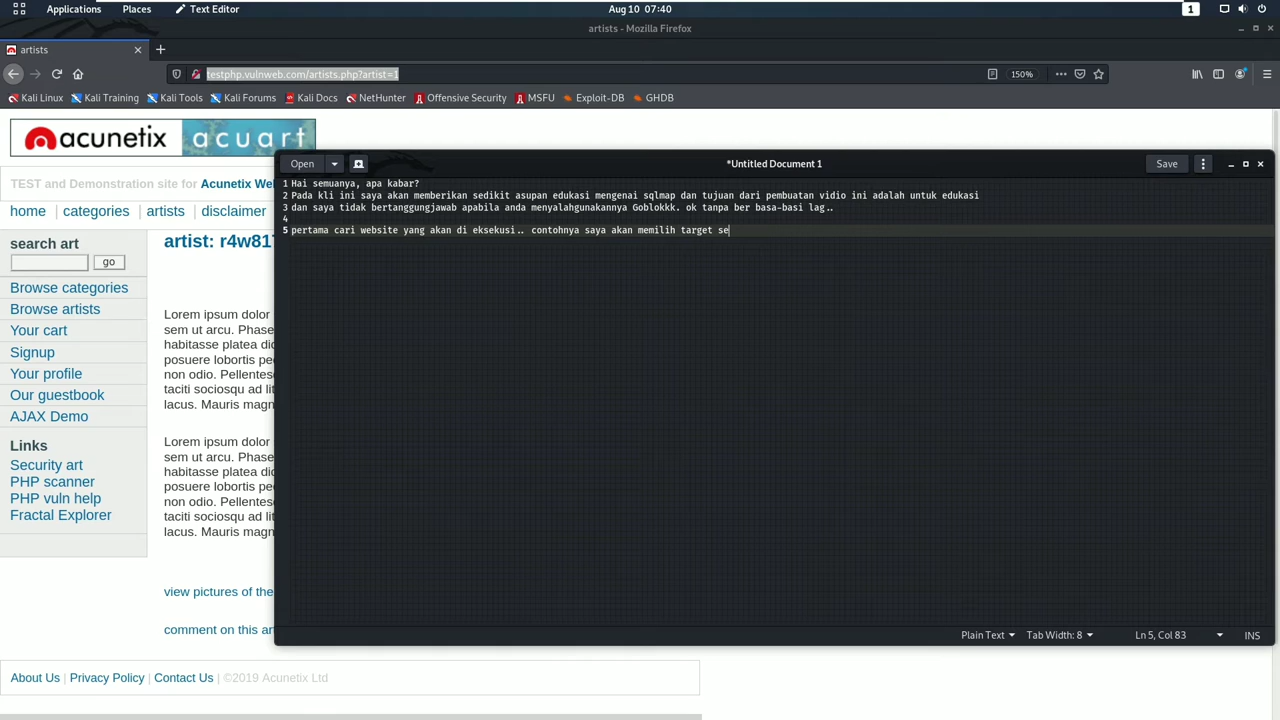 Applications Places Text Editor Aug 10 07:40 1
artists - Mozilla Firefox
artists
testphp.vulnweb.com/artists.php?artist=1 150%
Kali Linux Kali Training Kali Tools Kali Forums Kali Docs NetHunter Offensive Security MSFU Exploit-DB GHDB
acunetix acuart
TEST and Demonstration site for Acunetix We
home | categories | artists | disclaimer
search art
go
Browse categories
Browse artists
Your cart
Signup
Your profile
Our guestbook
AJAX Demo
Links
Security art
PHP scanner
PHP vuln help
Fractal Explorer
artist: r4w81
Lorem ipsum dolor
sem ut arcu. Phase
habitasse platea dic
posuere lobortis pe
non odio. Pellentes
taciti sociosqu ad lit
lacus. Mauris magn
Lorem ipsum dolor
sem ut arcu. Phase
habitasse platea dic
posuere lobortis pe
non odio. Pellentes
taciti sociosqu ad lit
lacus. Mauris magn
view pictures of the
comment on this ar
About Us | Privacy Policy | Contact Us | ©2019 Acunetix Ltd
Open *Untitled Document 1 Save
1 Hai semuanya, apa kabar?
2 Pada kli ini saya akan memberikan sedikit asupan edukasi mengenai sqlmap dan tujuan dari pembuatan vidio ini adalah untuk edukasi
3 dan saya tidak bertanggungjawab apabila anda menyalahgunakannya Goblokkk. ok tanpa ber basa-basi lag..
4
5 pertama cari website yang akan di eksekusi.. contohnya saya akan memilih target se
Plain Text Tab Width: 8 Ln 5, Col 83 INS